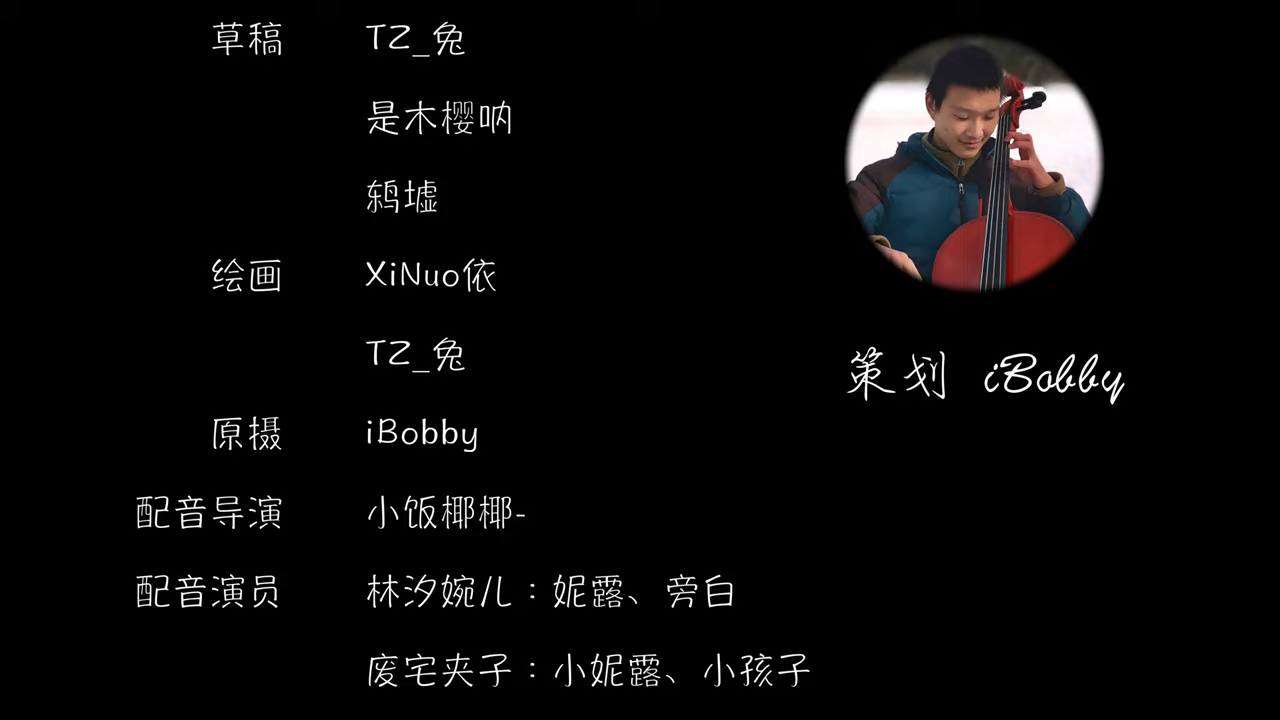 草稿 TZ_兔
是木樱呐
鸫墟
绘画 XiNuo依
TZ_兔
原摄 iBobby
配音导演 小饭椰椰-
配音演员 林汐婉儿：妮露、旁白
废宅夹子：小妮露、小孩子
策划 iBobby